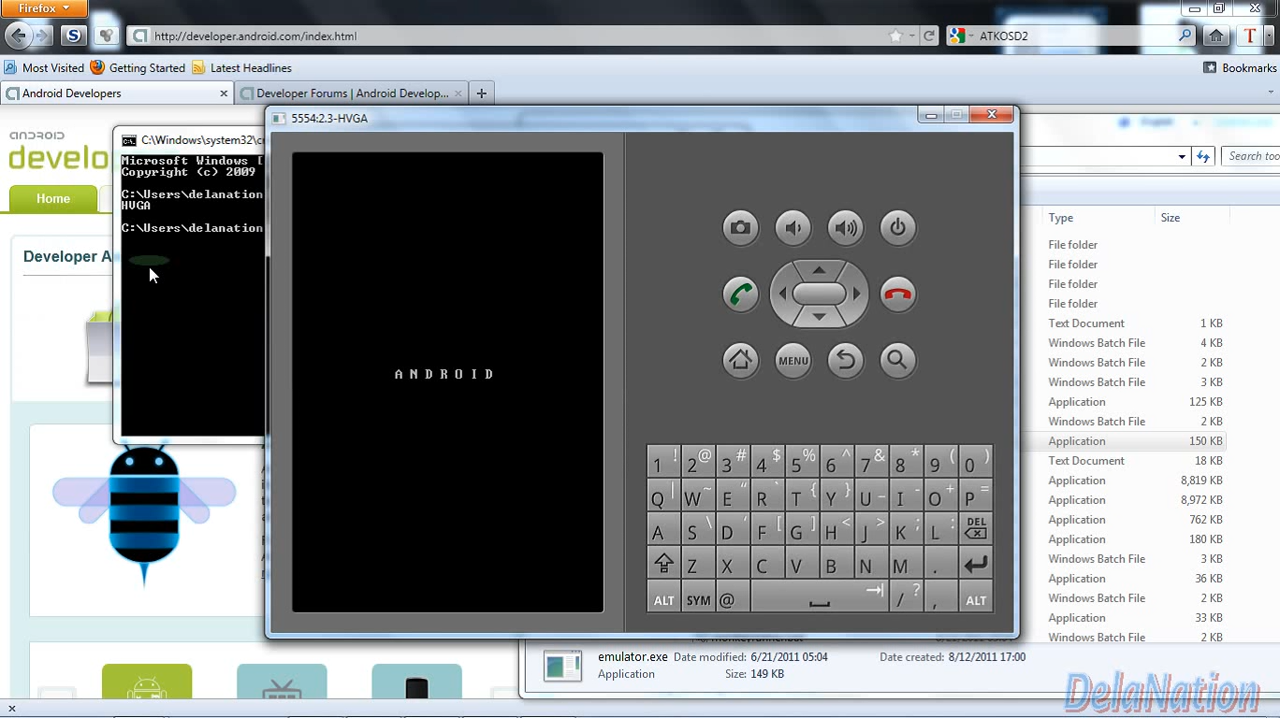 Firefox
http://developer.android.com/index.html
ATKOSD2
Most Visited
Getting Started
Latest Headlines
Bookmarks
Android Developers
Developer Forums | Android Develop...
5554:2.3-HVGA
ANDROID
develo
C:\Windows\system32\c
Microsoft Windows [
Copyright (c) 2009
C:\Users\delanation
HVGA
C:\Users\delanation
Search too
Home
Developer A
Type
Size
File folder
File folder
File folder
File folder
Text Document 1 KB
Windows Batch File 4 KB
Windows Batch File 2 KB
Windows Batch File 3 KB
Application 125 KB
Windows Batch File 2 KB
Application 150 KB
Text Document 18 KB
Application 8,819 KB
Application 8,972 KB
Application 762 KB
Application 180 KB
Windows Batch File 3 KB
Application 36 KB
Windows Batch File 2 KB
Application 33 KB
Windows Batch File 2 KB
ANDROID
MENU
1 ! 2 @ 3 # 4 $ 5 % 6 ^ 7 & 8 * 9 ( 0 )
Q | W ~ E " R ` T { Y } U _ I - O + P =
A S \ D ' F [ G ] H < J > K ; L : DEL
Z X C V B N M .
ALT SYM @ / ? , ALT
emulator.exe Date modified: 6/21/2011 05:04 Date created: 8/12/2011 17:00
Application Size: 149 KB
DelaNation